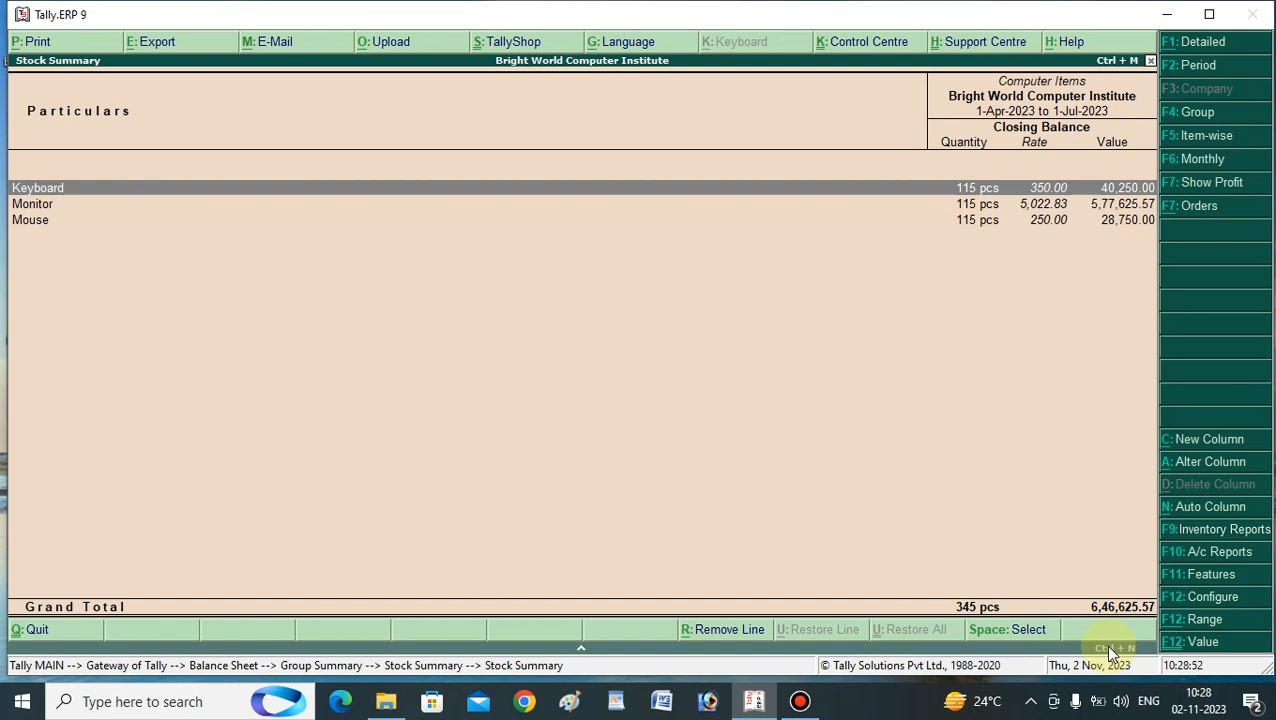 Tally.ERP 9
P: Print E: Export M: E-Mail O: Upload S: TallyShop G: Language K: Keyboard K: Control Centre H: Support Centre H: Help
Stock Summary Bright World Computer Institute Ctrl + M
Particulars
Computer Items
Bright World Computer Institute
1-Apr-2023 to 1-Jul-2023
Closing Balance
Quantity Rate Value
Keyboard 115 pcs 350.00 40,250.00
Monitor 115 pcs 5,022.83 5,77,625.57
Mouse 115 pcs 250.00 28,750.00
Grand Total 345 pcs 6,46,625.57
F1: Detailed
F2: Period
F3: Company
F4: Group
F5: Item-wise
F6: Monthly
F7: Show Profit
F7: Orders
C: New Column
A: Alter Column
D: Delete Column
N: Auto Column
F9: Inventory Reports
F10: A/c Reports
F11: Features
F12: Configure
F12: Range
F12: Value
Q: Quit R: Remove Line U: Restore Line U: Restore All Space: Select
Ctrl + N
Tally MAIN --> Gateway of Tally --> Balance Sheet --> Group Summary --> Stock Summary --> Stock Summary © Tally Solutions Pvt Ltd., 1988-2020 Thu, 2 Nov, 2023 10:28:52
Type here to search 24°C ENG 10:28
02-11-2023 2